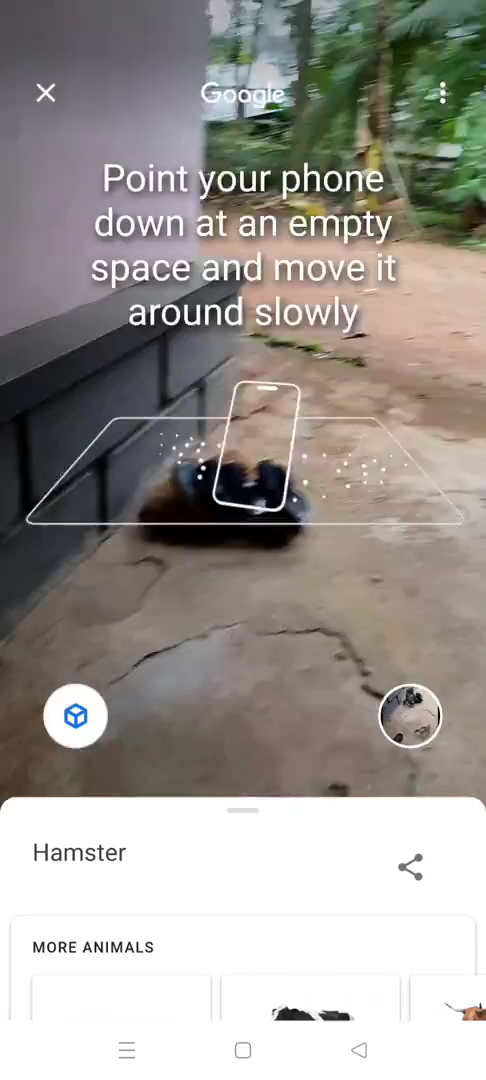 Google
Point your phone
down at an empty
space and move it
around slowly
Hamster
MORE ANIMALS